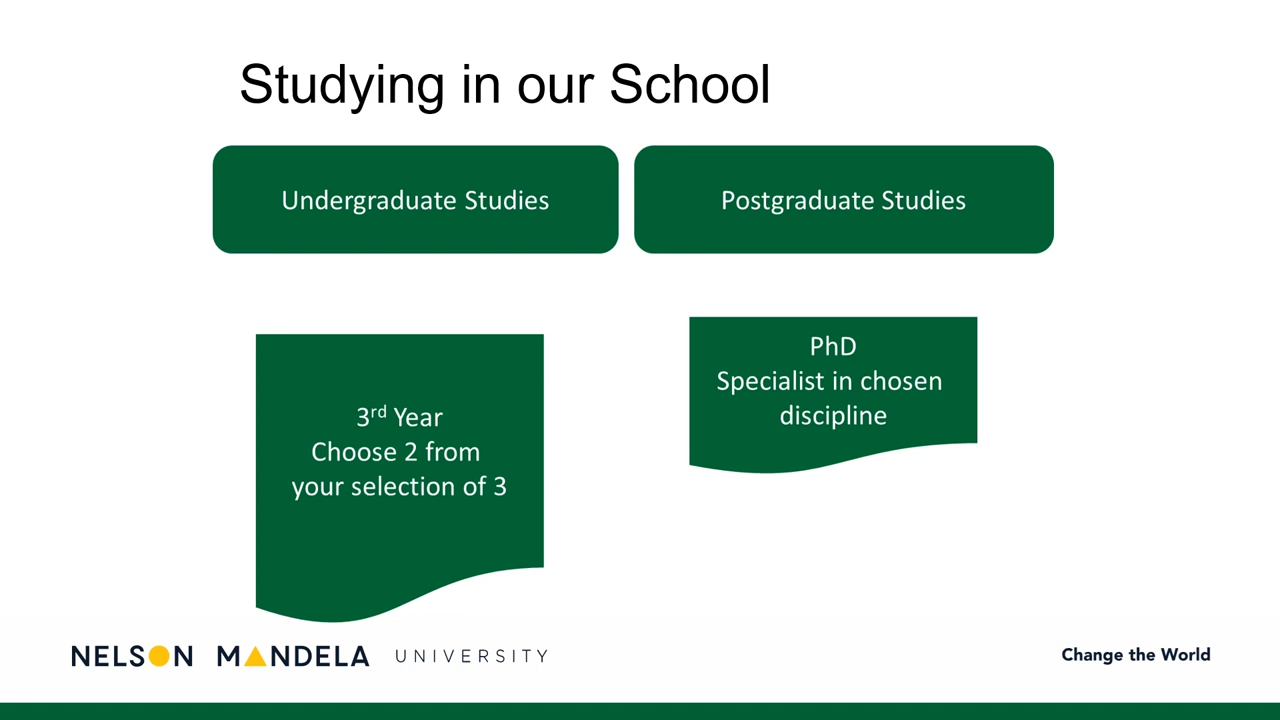 Studying in our School
Undergraduate Studies
Postgraduate Studies
3rd Year
Choose 2 from
your selection of 3
PhD
Specialist in chosen
discipline
NELSON MANDELA UNIVERSITY
Change the World